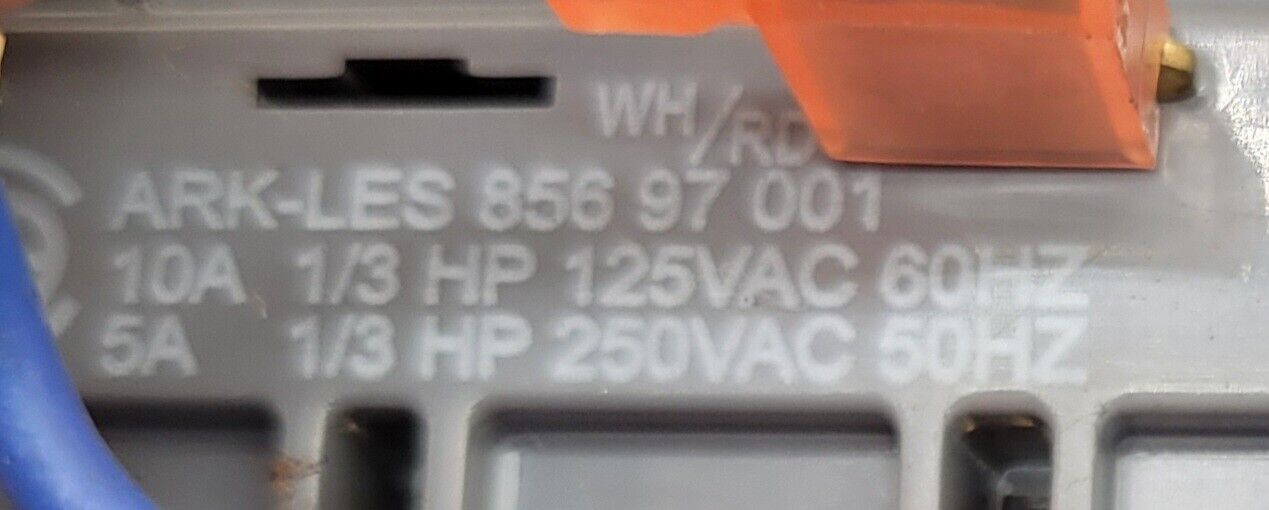 WH/RD
ARK-LES 856 97 001
10A 1/3 HP 125VAC 60HZ
5A 1/3 HP 250VAC 50HZ